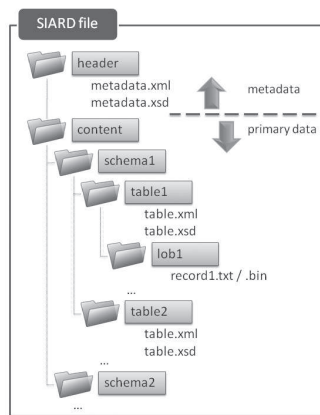 SIARD file
header
metadata.xml
metadata.xsd
metadata
content
primary data
schema1
table1
table.xml
table.xsd
lob1
record1.txt / .bin
...
table2
table.xml
table.xsd
...
schema2
...